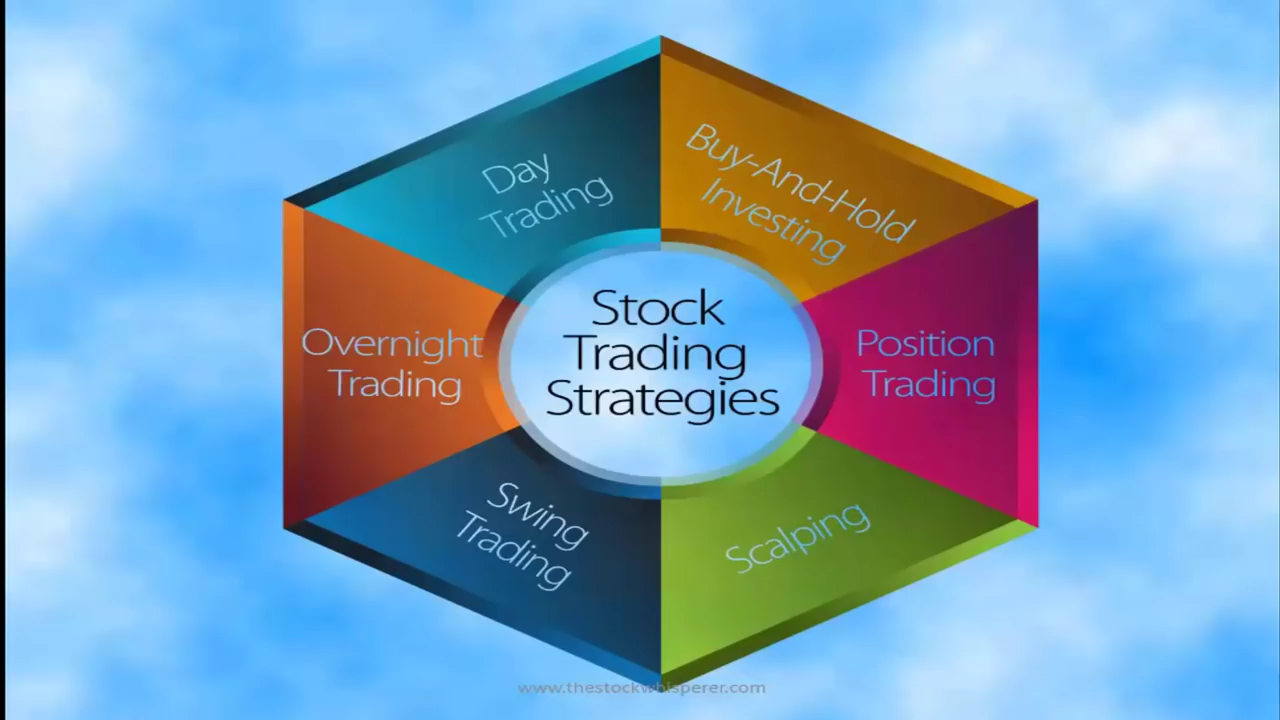 Day
Trading
Buy-And-Hold
Investing
Overnight
Trading
Stock
Trading
Strategies
Position
Trading
Swing
Trading
Scalping
www.thestockwhisperer.com